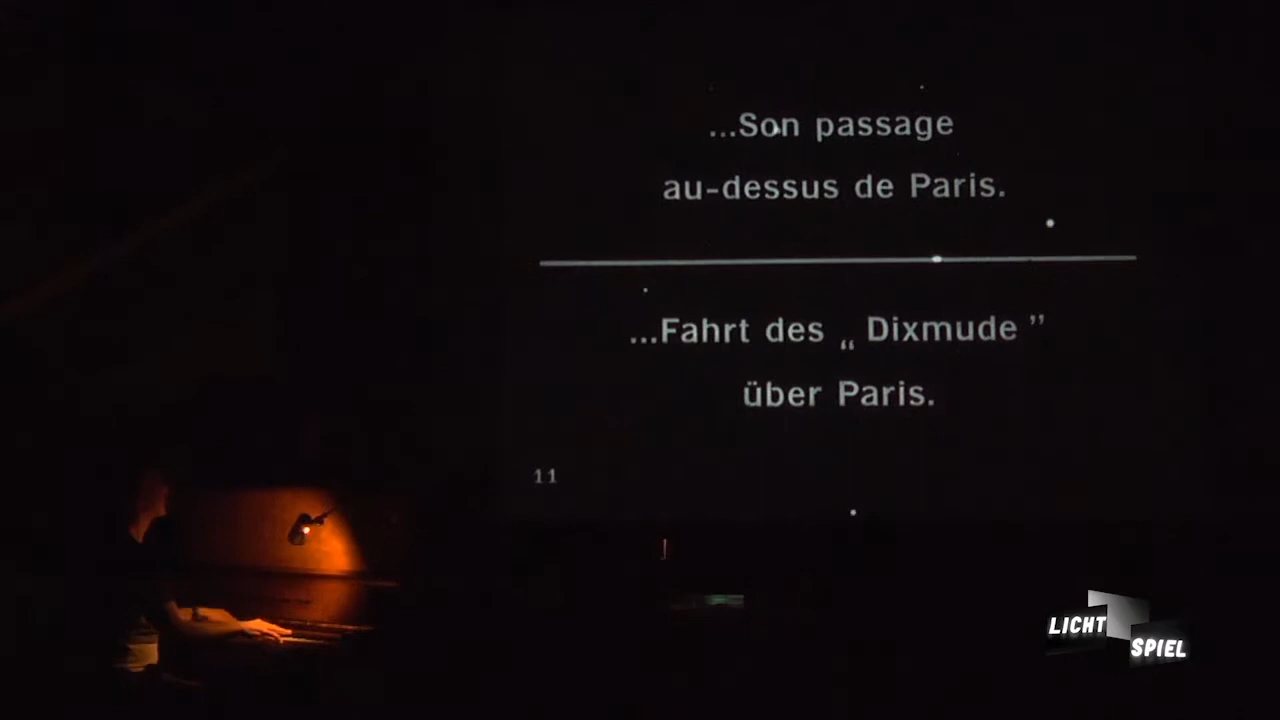 ...Son passage
au-dessus de Paris.
...Fahrt des „ Dixmude ”
über Paris.
11
LICHT
SPIEL